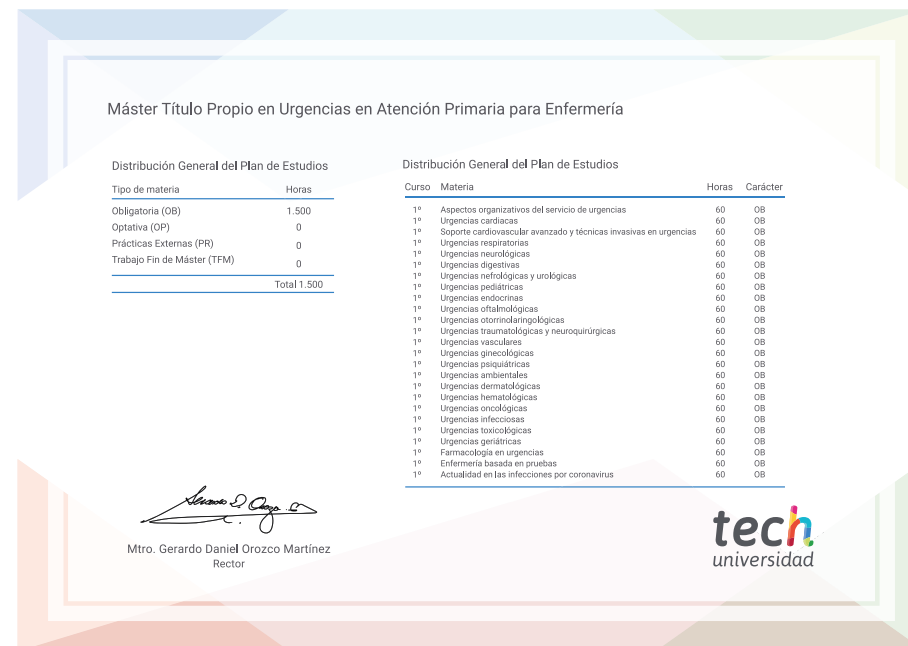 Máster Título Propio en Urgencias en Atención Primaria para Enfermería
Distribución General del Plan de Estudios
Tipo de materia Horas
Obligatoria (OB) 1.500
Optativa (OP) 0
Prácticas Externas (PR) 0
Trabajo Fin de Máster (TFM) 0
Total 1.500
Distribución General del Plan de Estudios
Curso Materia Horas Carácter
1º Aspectos organizativos del servicio de urgencias 60 OB
1º Urgencias cardiacas 60 OB
1º Soporte cardiovascular avanzado y técnicas invasivas en urgencias 60 OB
1º Urgencias respiratorias 60 OB
1º Urgencias neurológicas 60 OB
1º Urgencias digestivas 60 OB
1º Urgencias nefrológicas y urológicas 60 OB
1º Urgencias pediátricas 60 OB
1º Urgencias endocrinas 60 OB
1º Urgencias oftalmológicas 60 OB
1º Urgencias otorrinolaringológicas 60 OB
1º Urgencias traumatológicas y neuroquirúrgicas 60 OB
1º Urgencias vasculares 60 OB
1º Urgencias ginecológicas 60 OB
1º Urgencias psiquiátricas 60 OB
1º Urgencias ambientales 60 OB
1º Urgencias dermatológicas 60 OB
1º Urgencias hematológicas 60 OB
1º Urgencias oncológicas 60 OB
1º Urgencias infecciosas 60 OB
1º Urgencias toxicológicas 60 OB
1º Urgencias geriátricas 60 OB
1º Farmacología en urgencias 60 OB
1º Enfermería basada en pruebas 60 OB
1º Actualidad en las infecciones por coronavirus 60 OB
Mtro. Gerardo Daniel Orozco Martínez
Rector
tech
universidad